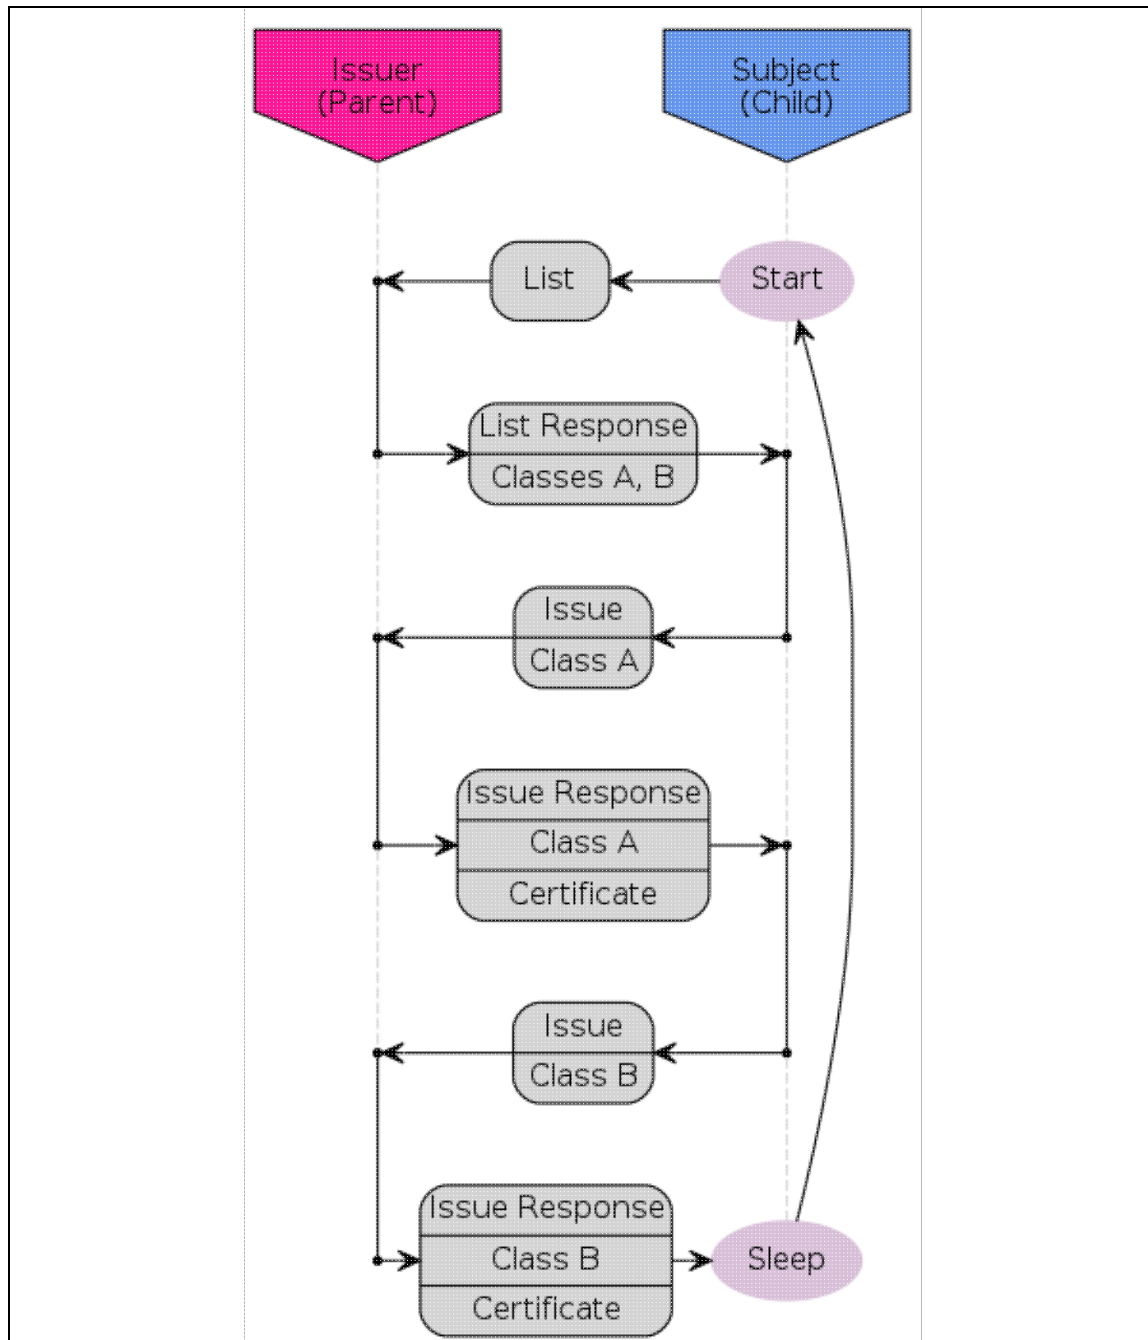 Issuer
(Parent)
Subject
(Child)
List
Start
List Response
Classes A, B
Issue
Class A
Issue Response
Class A
Certificate
Issue
Class B
Issue Response
Class B
Certificate
Sleep